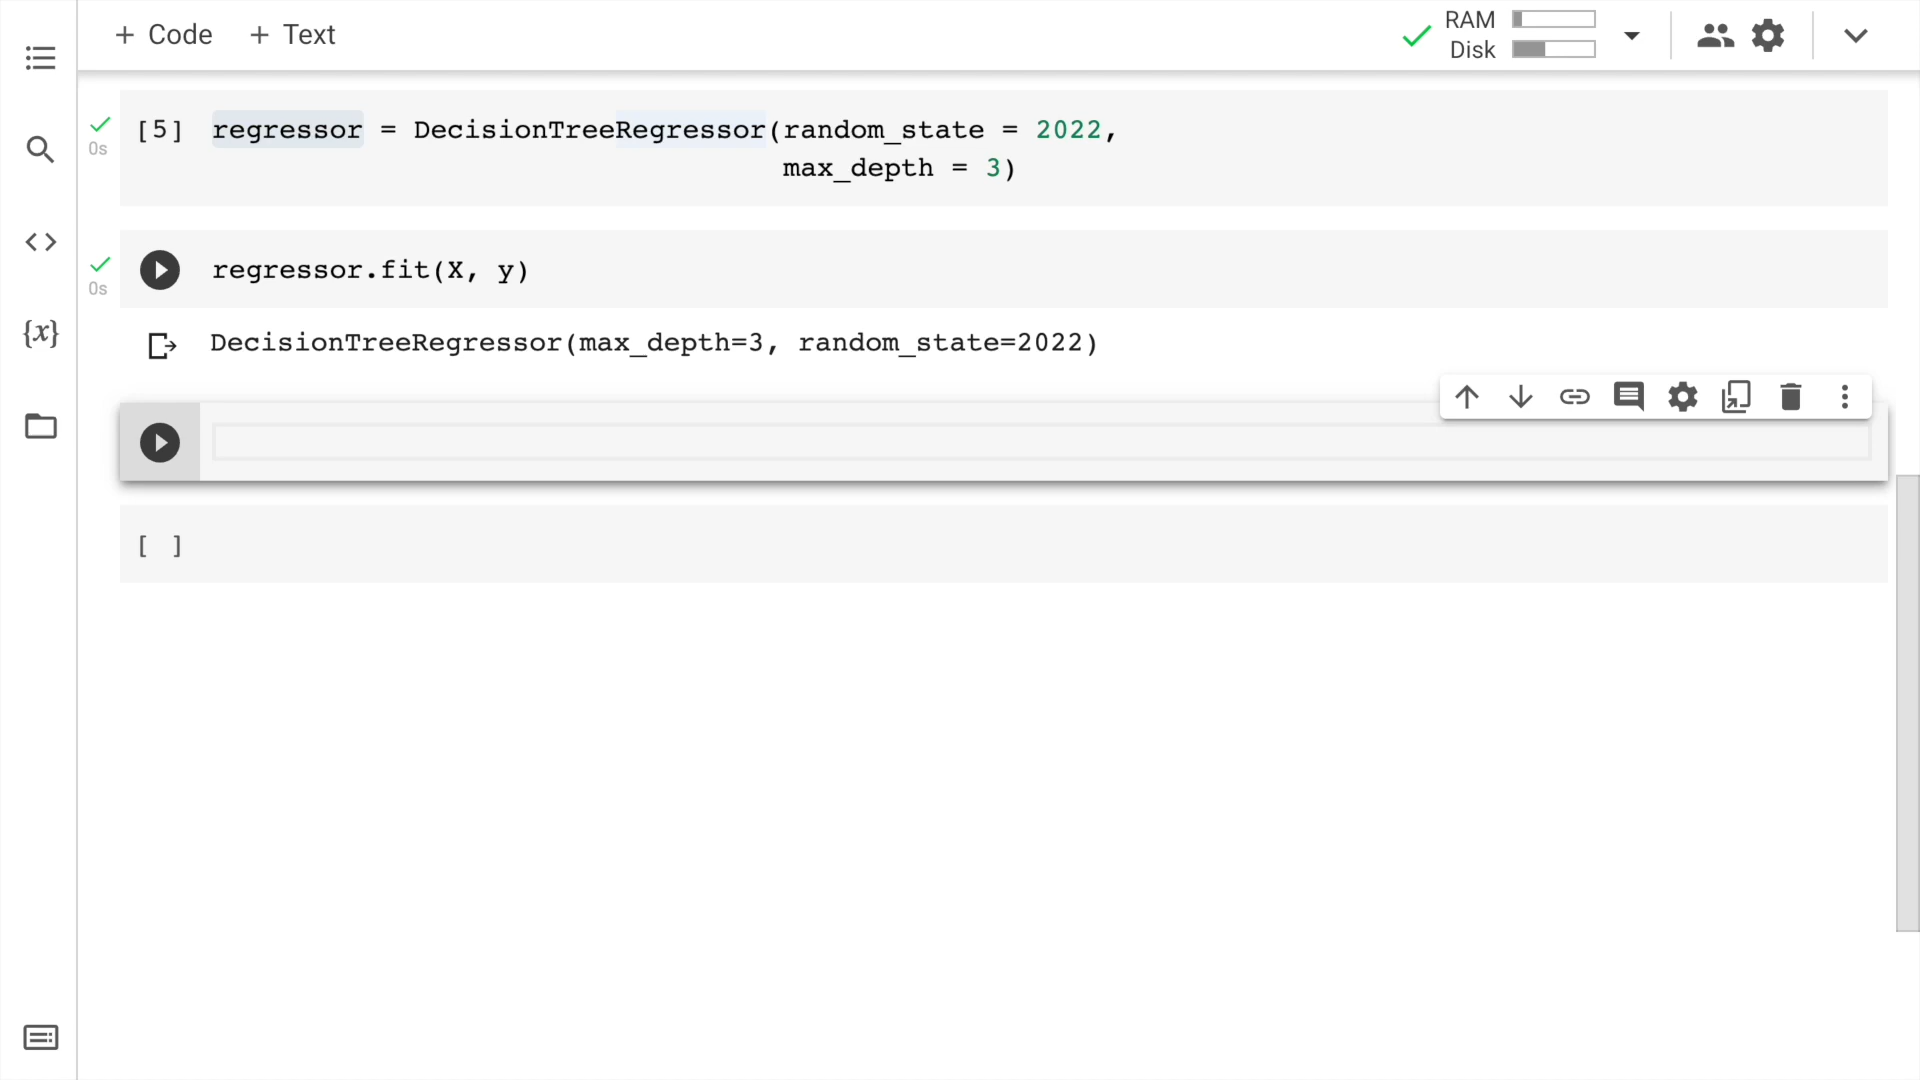 + Code + Text
RAM
Disk
[5] regressor = DecisionTreeRegressor(random_state = 2022,
max_depth = 3)
0s
regressor.fit(X, y)
0s
{x}
DecisionTreeRegressor(max_depth=3, random_state=2022)
[ ]